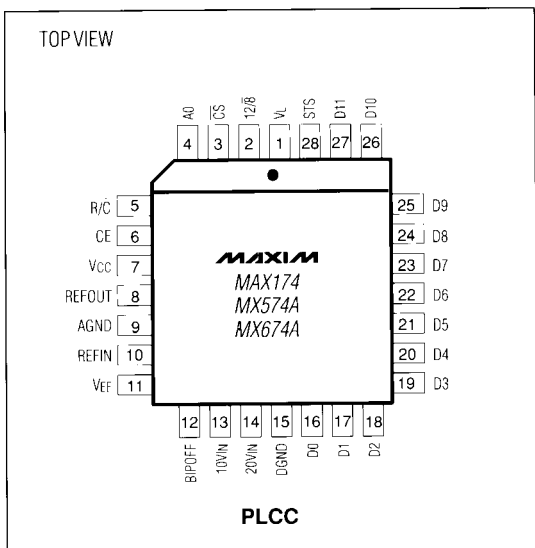 TOP VIEW
A0 C̅S̅ 12/8̅ VL STS D11 D10
4 3 2 1 28 27 26
R/C̅ 5
CE 6
VCC 7
REFOUT 8
AGND 9
REFIN 10
VEE 11
MAXIM
MAX174
MX574A
MX674A
25 D9
24 D8
23 D7
22 D6
21 D5
20 D4
19 D3
12 13 14 15 16 17 18
BIPOFF 10VIN 20VIN DGND D0 D1 D2
PLCC